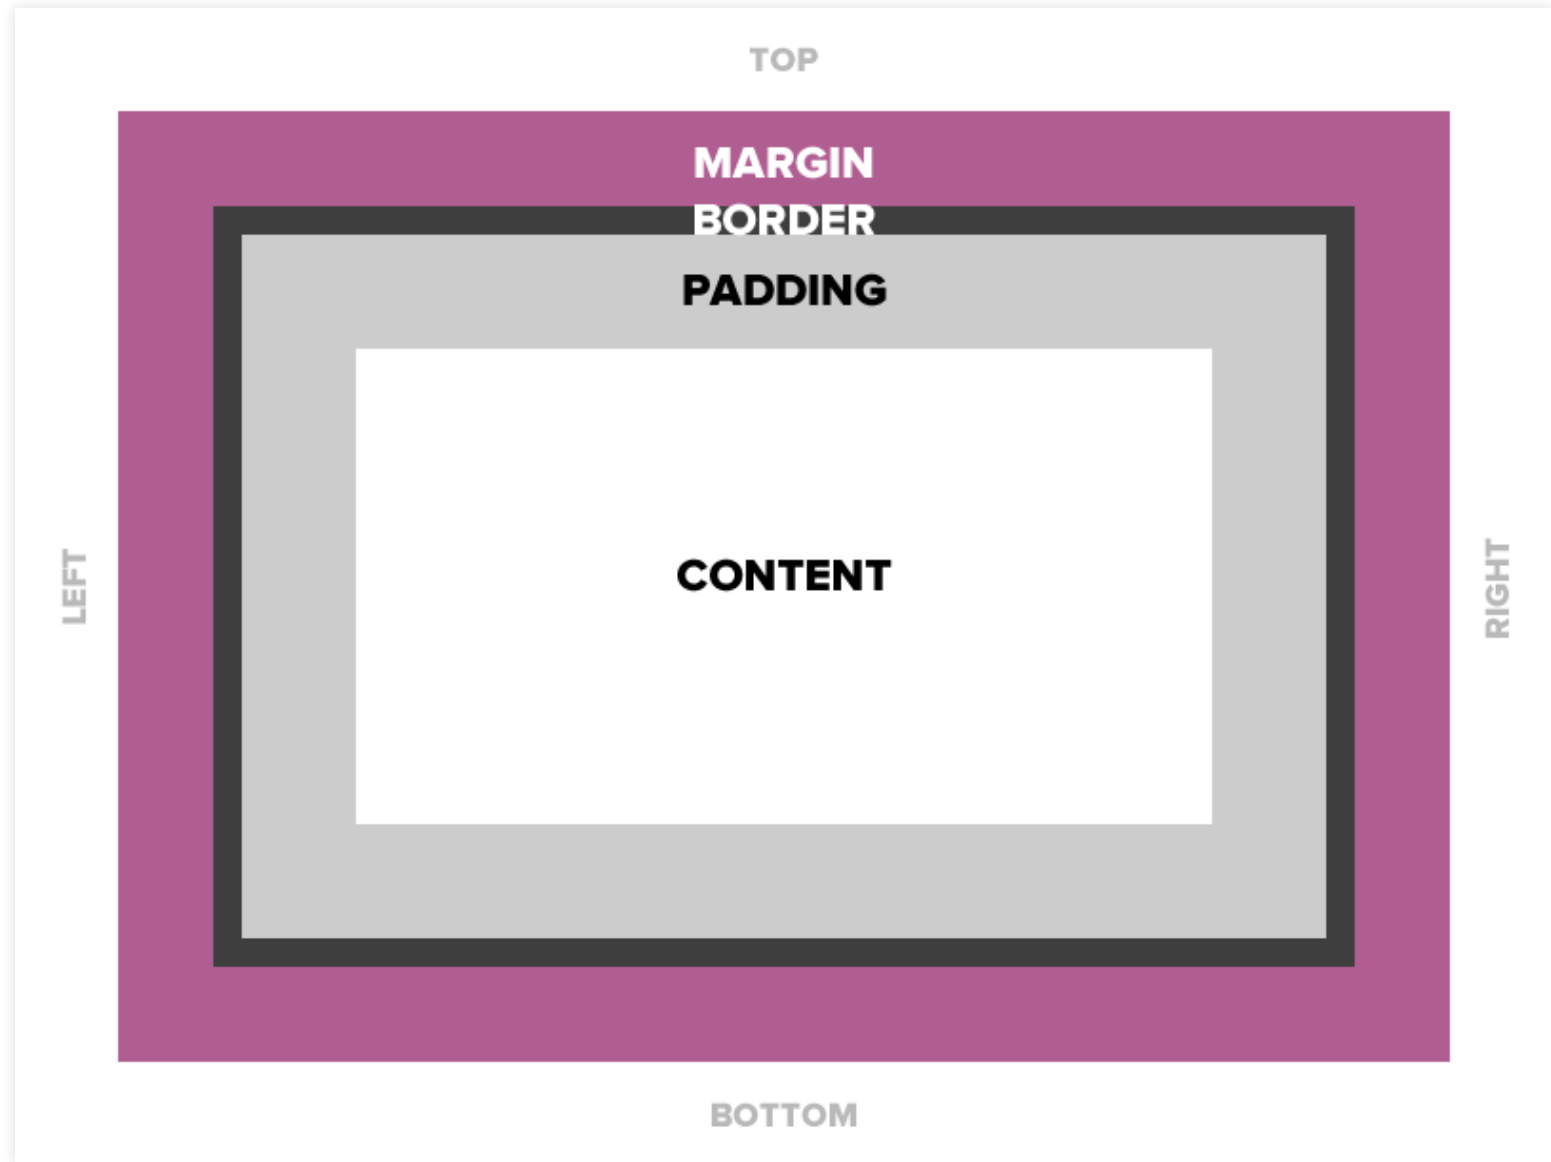 TOP
MARGIN
BORDER
PADDING
LEFT
CONTENT
RIGHT
BOTTOM